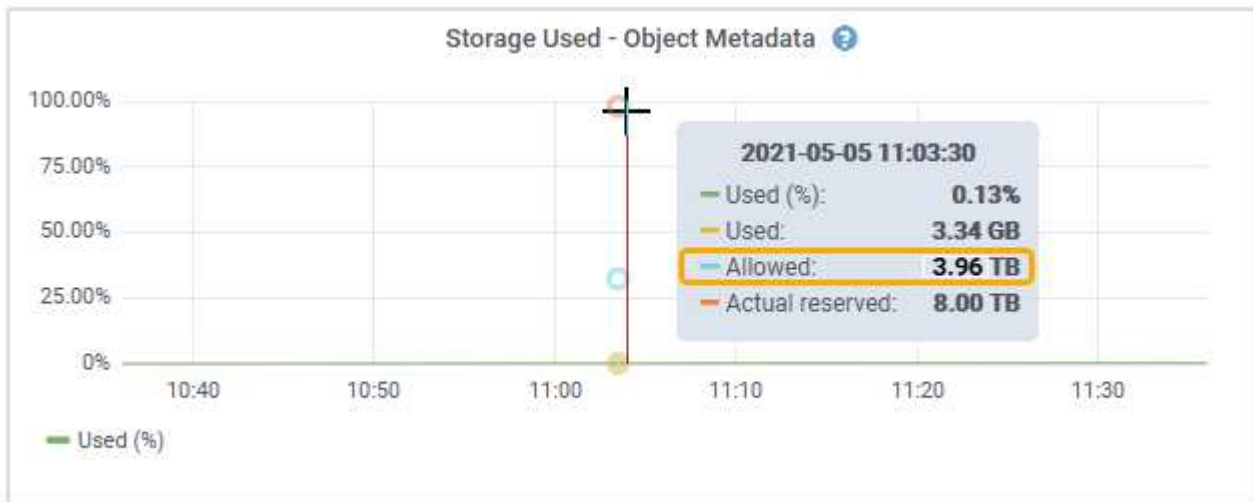 Storage Used - Object Metadata ?
100.00%
75.00%
50.00%
25.00%
0%
2021-05-05 11:03:30
Used (%): 0.13%
Used: 3.34 GB
Allowed: 3.96 TB
Actual reserved: 8.00 TB
10:40 10:50 11:00 11:10 11:20 11:30
Used (%)